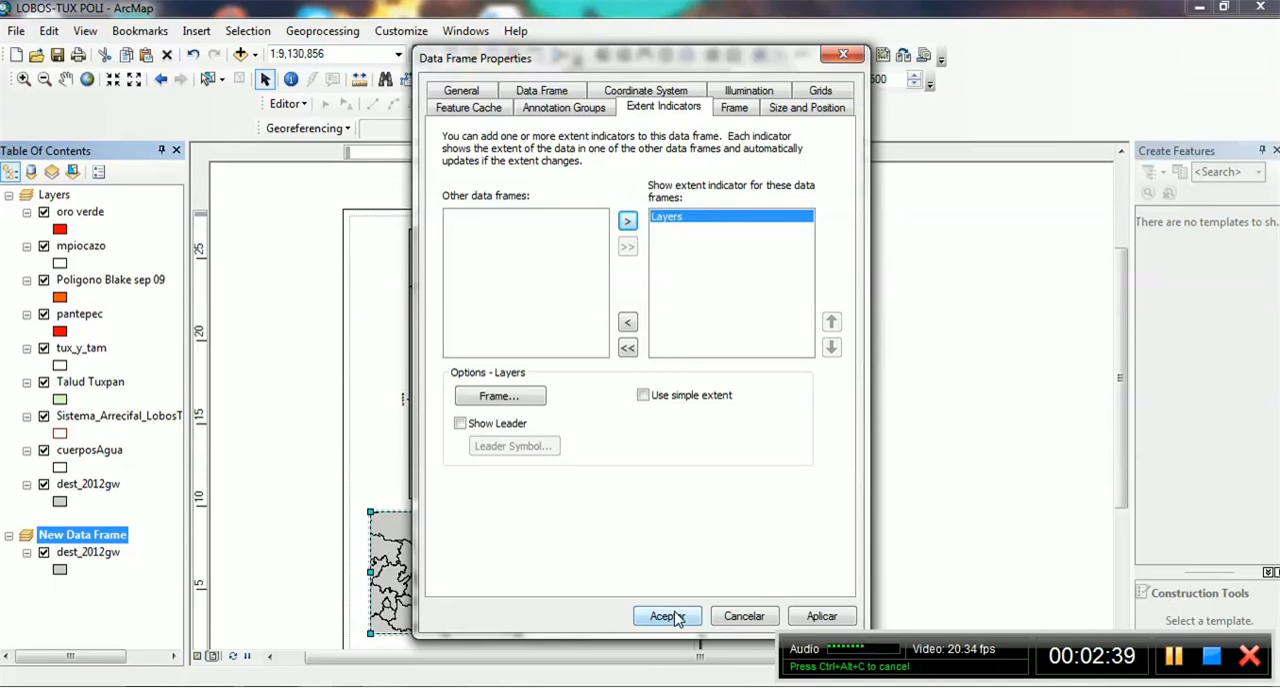 LOBOS-TUX POLI - ArcMap
File Edit View Bookmarks Insert Selection Geoprocessing Customize Windows Help
1:9,130,856
Editor
Georeferencing
Table Of Contents
Layers
oro verde
mpiocazo
Poligono Blake sep 09
pantepec
tux_y_tam
Talud Tuxpan
Sistema_Arrecifal_LobosT
cuerposAgua
dest_2012gw
New Data Frame
dest_2012gw
25
20
15
10
5
Data Frame Properties
General Data Frame Coordinate System Illumination Grids
Feature Cache Annotation Groups Extent Indicators Frame Size and Position
You can add one or more extent indicators to this data frame. Each indicator
shows the extent of the data in one of the other data frames and automatically
updates if the extent changes.
Other data frames:
Show extent indicator for these data
frames:
Layers
>
>>
<
<<
Options - Layers
Frame...
Use simple extent
Show Leader
Leader Symbol...
Cancelar
Aplicar
Create Features
<Search>
There are no templates to sh.
Construction Tools
Select a template.
Audio
Video: 20.34 fps
Press Ctrl+Alt+C to cancel
00:02:39